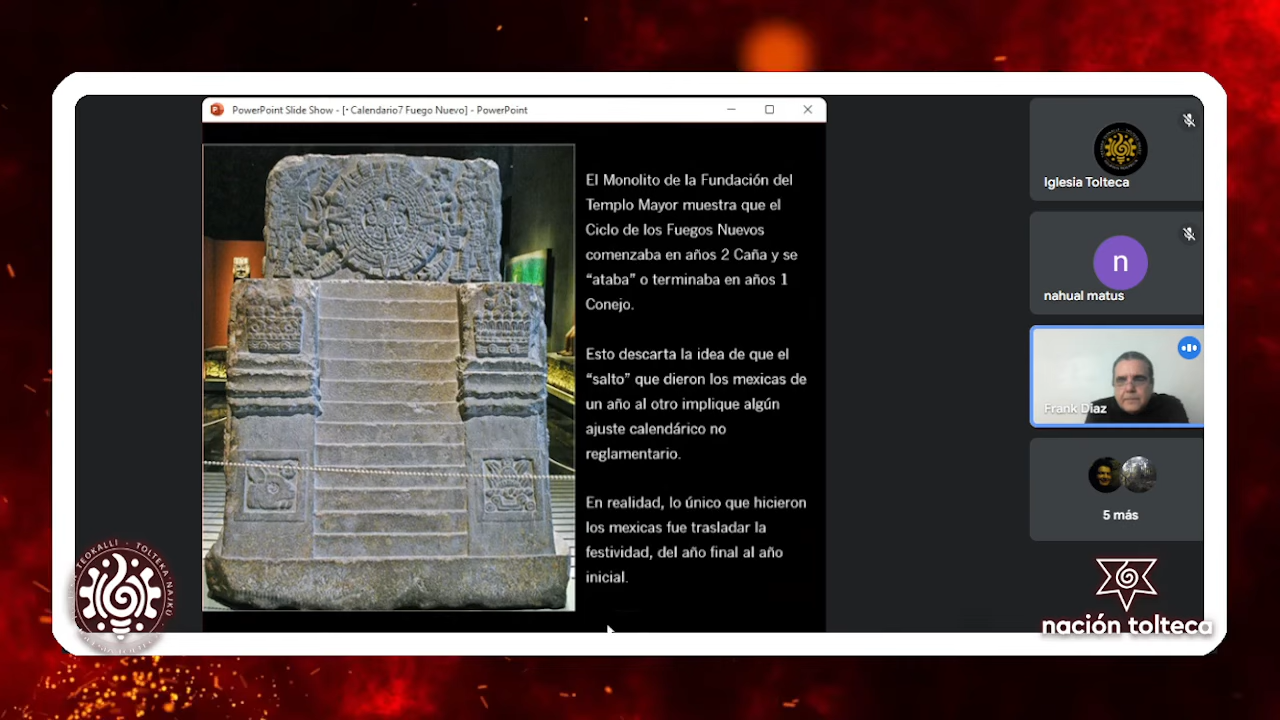 PowerPoint Slide Show - [• Calendario7 Fuego Nuevo] - PowerPoint
El Monolito de la Fundación del
Templo Mayor muestra que el
Ciclo de los Fuegos Nuevos
comenzaba en años 2 Caña y se
“ataba” o terminaba en años 1
Conejo.
Esto descarta la idea de que el
“salto” que dieron los mexicas de
un año al otro implique algún
ajuste calendárico no
reglamentario.
En realidad, lo único que hicieron
los mexicas fue trasladar la
festividad, del año final al año
inicial.
Iglesia Tolteca
n
nahual matus
Frank Díaz
5 más
TEOKALLI · TOLTEKA NAJKU
nación tolteca